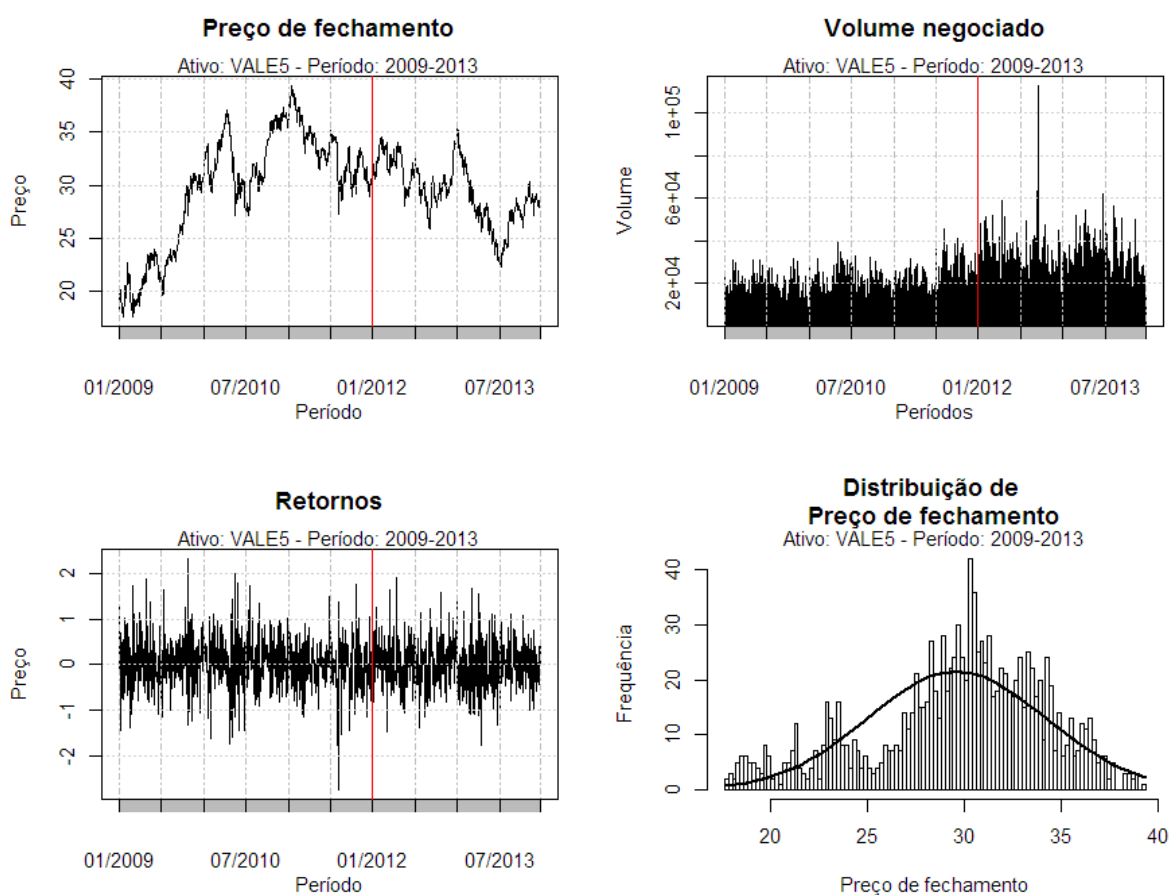 Preço de fechamento
Ativo: VALE5 - Período: 2009-2013
Preço
40
35
30
25
20
01/2009 07/2010 01/2012 07/2013
Período
Volume negociado
Ativo: VALE5 - Período: 2009-2013
Volume
1e+05
6e+04
2e+04
01/2009 07/2010 01/2012 07/2013
Períodos
Retornos
Ativo: VALE5 - Período: 2009-2013
Preço
2
1
0
-1
-2
01/2009 07/2010 01/2012 07/2013
Período
Distribuição de
Preço de fechamento
Ativo: VALE5 - Período: 2009-2013
Frequência
40
30
20
10
0
20 25 30 35 40
Preço de fechamento